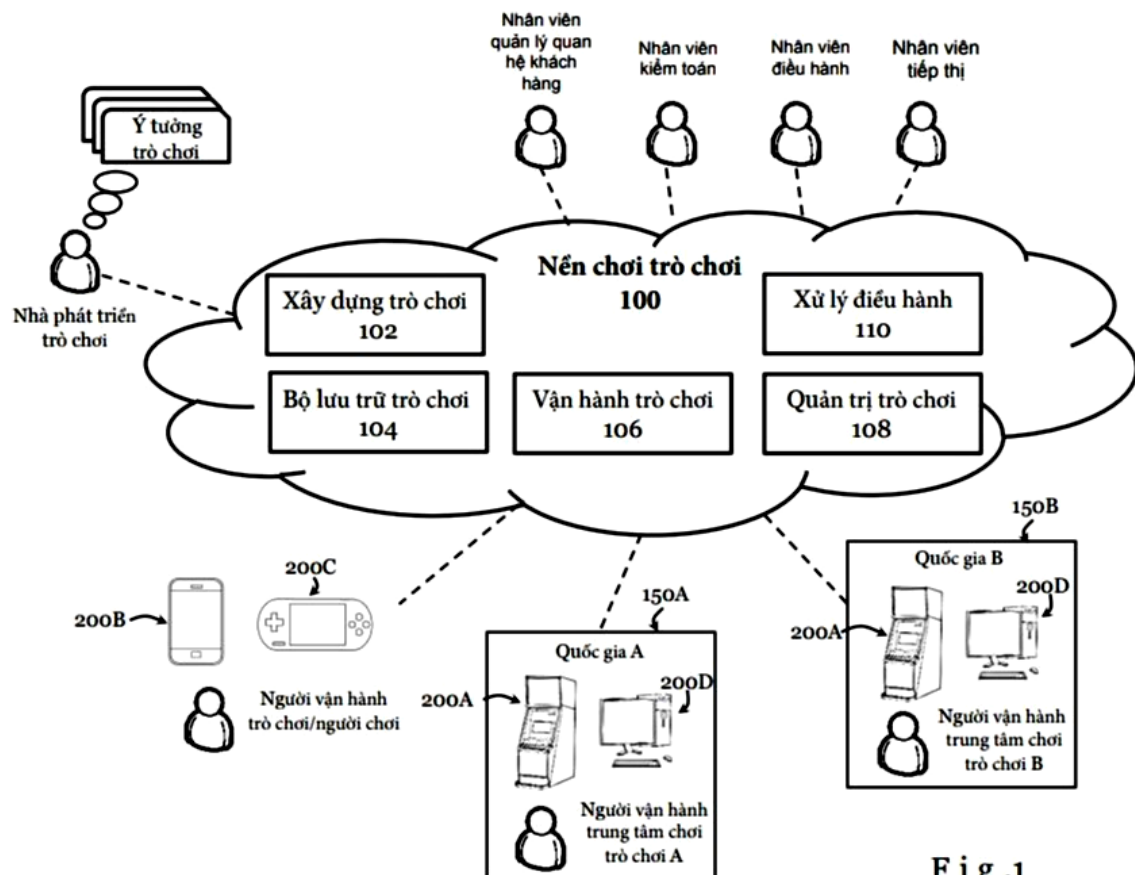 Nhân viên
quản lý quan
hệ khách
hàng
Nhân viên
kiểm toán
Nhân viên
điều hành
Nhân viên
tiếp thị
Ý tưởng
trò chơi
Nhà phát triển
trò chơi
Nền chơi trò chơi
100
Xây dựng trò chơi
102
Xử lý điều hành
110
Bộ lưu trữ trò chơi
104
Vận hành trò chơi
106
Quản trị trò chơi
108
200B
200C
Người vận hành
trò chơi/người chơi
150A
Quốc gia A
200A
200D
Người vận hành
trung tâm chơi
trò chơi A
150B
Quốc gia B
200A
200D
Người vận hành
trung tâm chơi
trò chơi B
Fig.1